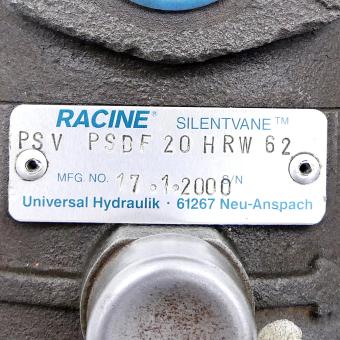 RACINE® SILENTVANE™
PSV PSDF 20 HRW 62
MFG. NO. 17.1.2000 S/N
Universal Hydraulik · 61267 Neu-Anspach